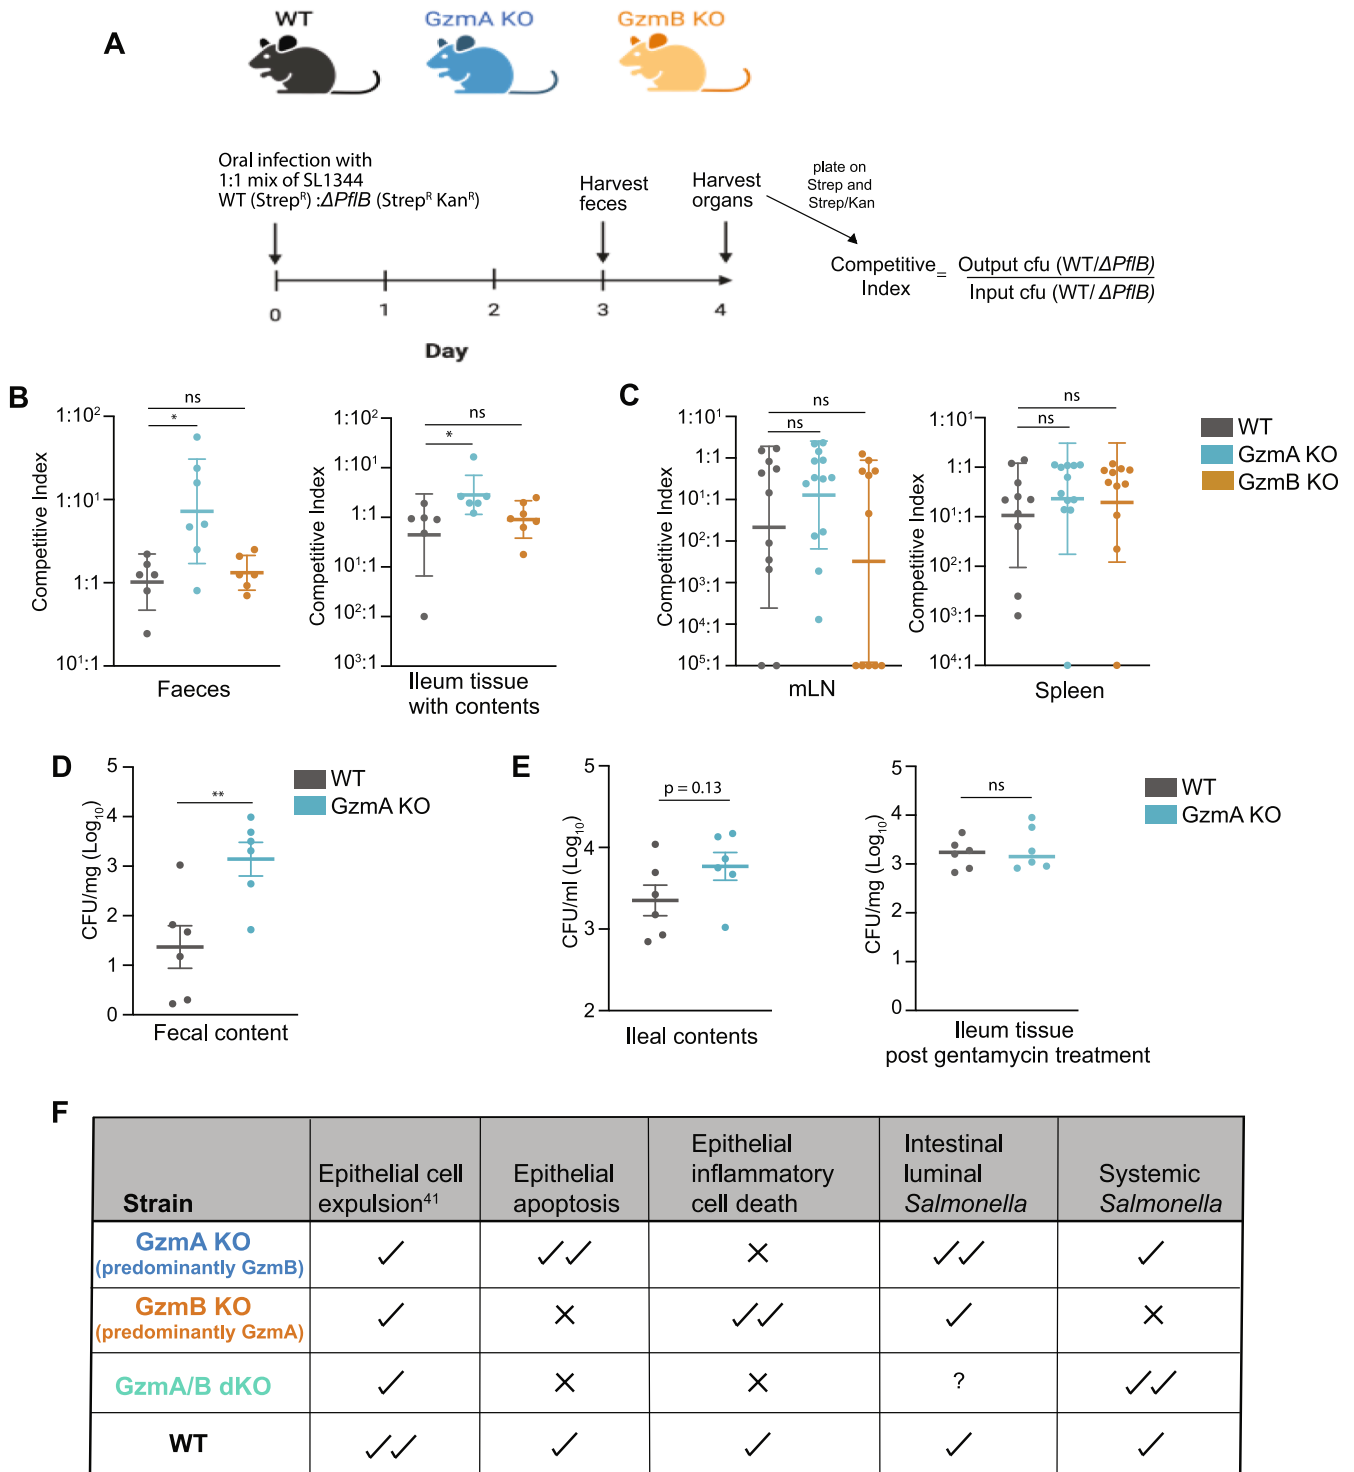 A
WT
GzmA KO
GzmB KO
Oral infection with
1:1 mix of SL1344
WT (Strepᴿ) :ΔPflB (Strepᴿ Kanᴿ)
Harvest
feces
Harvest
organs
plate on
Strep and
Strep/Kan
Competitive Index = Output cfu (WT/ΔPflB)
Input cfu (WT/ ΔPflB)
0 1 2 3 4
Day
B
Competitive Index
1:10²
1:10¹
1:1
10¹:1
ns
*
Faeces
Competitive Index
1:10²
1:10¹
1:1
10¹:1
10²:1
10³:1
ns
*
Ileum tissue
with contents
C
Competitive Index
1:10¹
1:1
10¹:1
10²:1
10³:1
10⁴:1
10⁵:1
ns
ns
mLN
Competitive Index
1:10¹
1:1
10¹:1
10²:1
10³:1
10⁴:1
ns
ns
Spleen
WT
GzmA KO
GzmB KO
D
CFU/mg (Log₁₀)
5
4
3
2
1
0
**
Fecal content
WT
GzmA KO
E
CFU/ml (Log₁₀)
5
4
3
2
p = 0.13
Ileal contents
CFU/mg (Log₁₀)
5
4
3
2
1
0
ns
Ileum tissue
post gentamycin treatment
WT
GzmA KO
F
Strain
Epithelial cell
expulsion⁴¹
Epithelial
apoptosis
Epithelial
inflammatory
cell death
Intestinal
luminal
Salmonella
Systemic
Salmonella
GzmA KO
(predominantly GzmB)
✓ ✓✓ ✕ ✓✓ ✓
GzmB KO
(predominantly GzmA)
✓ ✕ ✓✓ ✓ ✕
GzmA/B dKO ✓ ✕ ✕ ? ✓✓
WT ✓✓ ✓ ✓ ✓ ✓